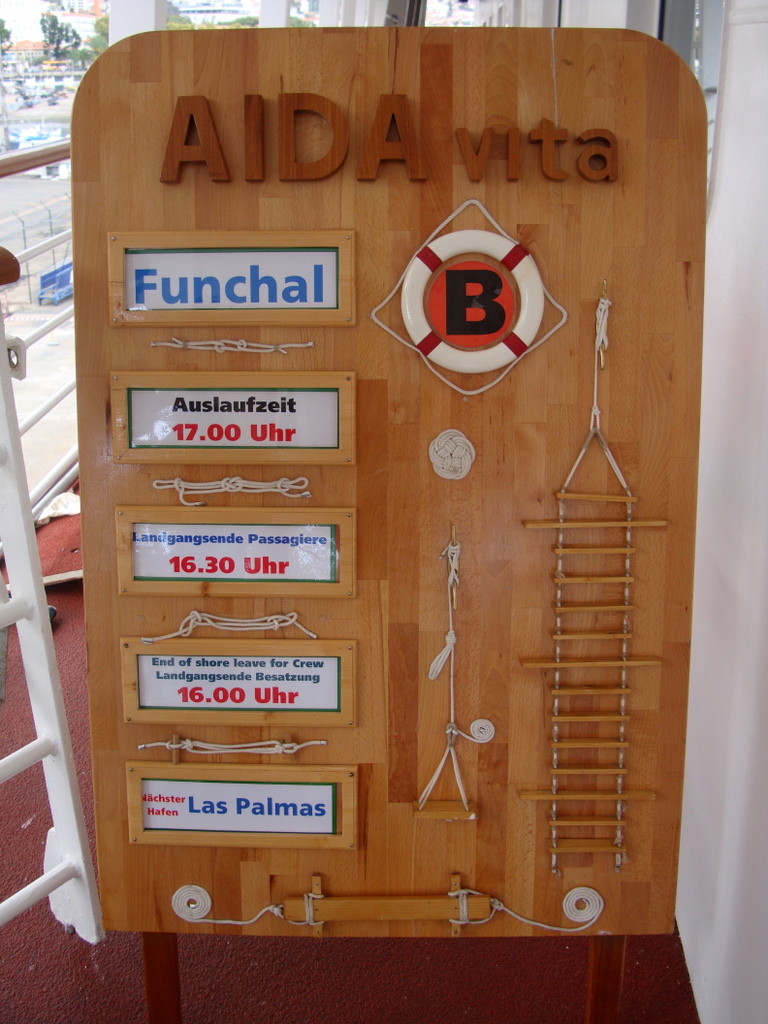 AIDA vita
Funchal
B
Auslaufzeit
17.00 Uhr
Landgangsende Passagiere
16.30 Uhr
End of shore leave for Crew
Landgangsende Besatzung
16.00 Uhr
Nächster
Hafen
Las Palmas